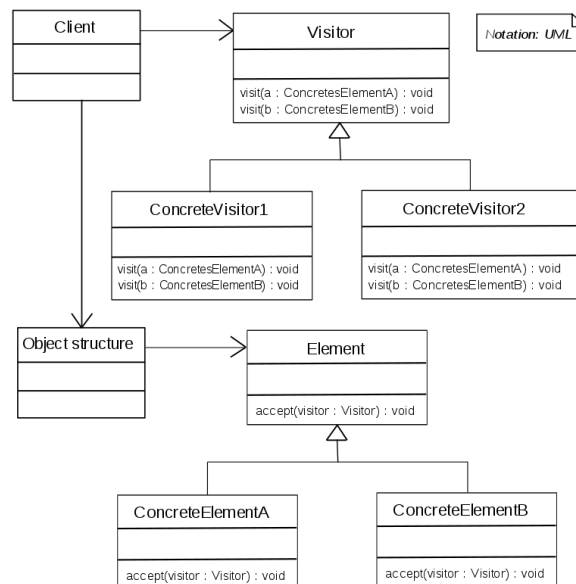 Client
Visitor
Notation: UML
visit(a : ConcretesElementA) : void
visit(b : ConcretesElementB) : void
ConcreteVisitor1
ConcreteVisitor2
visit(a : ConcretesElementA) : void
visit(b : ConcretesElementB) : void
visit(a : ConcretesElementA) : void
visit(b : ConcretesElementB) : void
Object structure
Element
accept(visitor : Visitor) : void
ConcreteElementA
ConcreteElementB
accept(visitor : Visitor) : void
accept(visitor : Visitor) : void